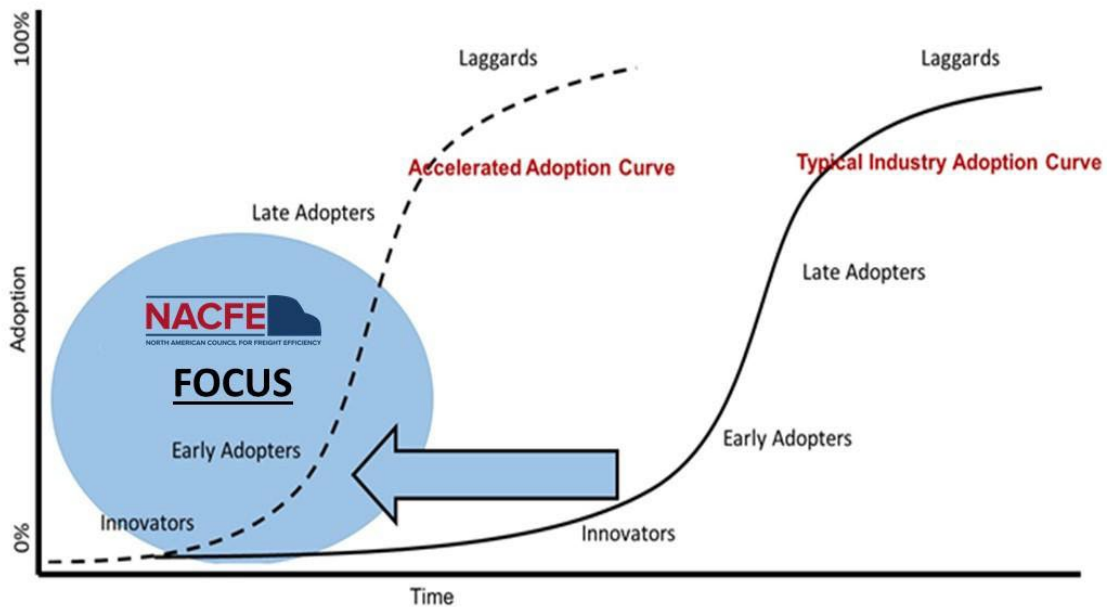 100%
Laggards
Laggards
Accelerated Adoption Curve
Typical Industry Adoption Curve
Late Adopters
Late Adopters
Adoption
NACFE
NORTH AMERICAN COUNCIL FOR FREIGHT EFFICIENCY
FOCUS
Early Adopters
Early Adopters
Innovators
Innovators
0%
Time